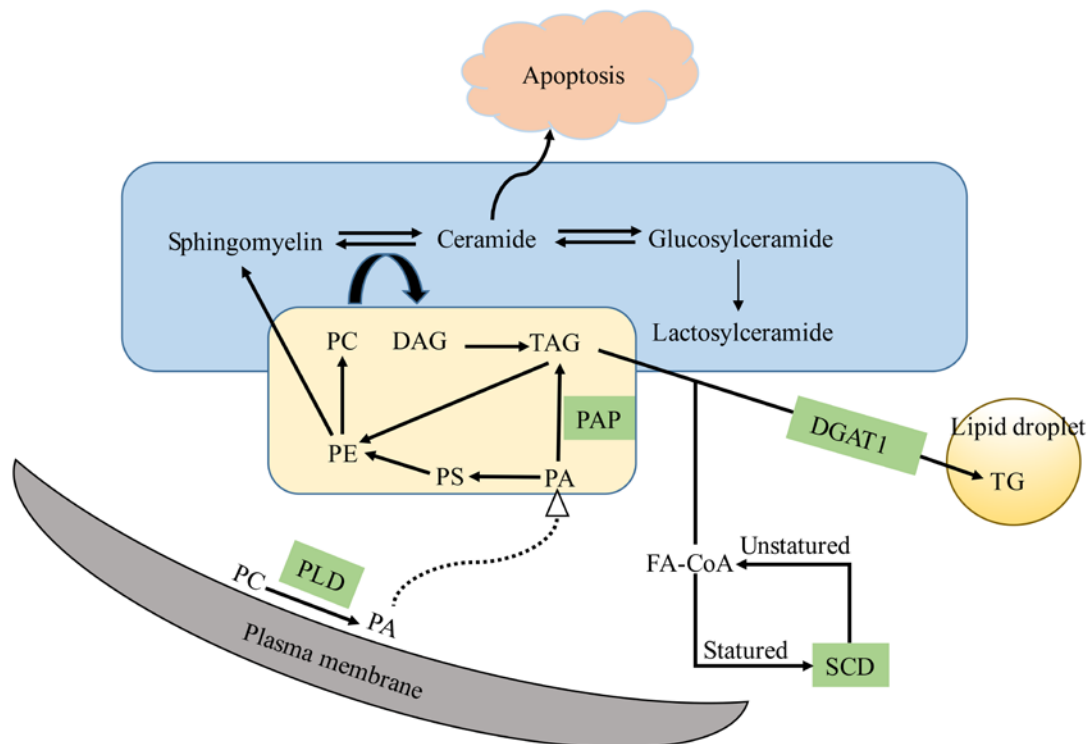 Apoptosis
Sphingomyelin
Ceramide
Glucosylceramide
Lactosylceramide
PC
DAG
TAG
PAP
PE
PS
PA
DGAT1
Lipid droplet
TG
FA-CoA
Unstatured
Statured
SCD
PC
PLD
PA
Plasma membrane